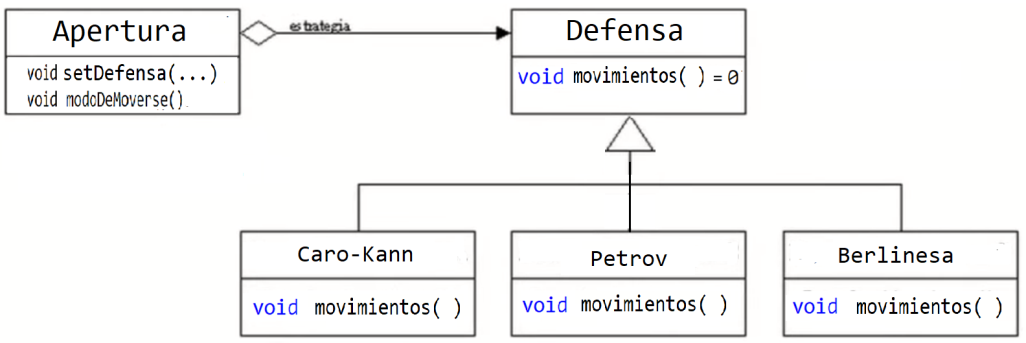 Apertura
estrategia
Defensa
void setDefensa(...)
void modoDeMoverse()
void movimientos( ) = 0
Caro-Kann
Petrov
Berlinesa
void movimientos( )
void movimientos( )
void movimientos( )